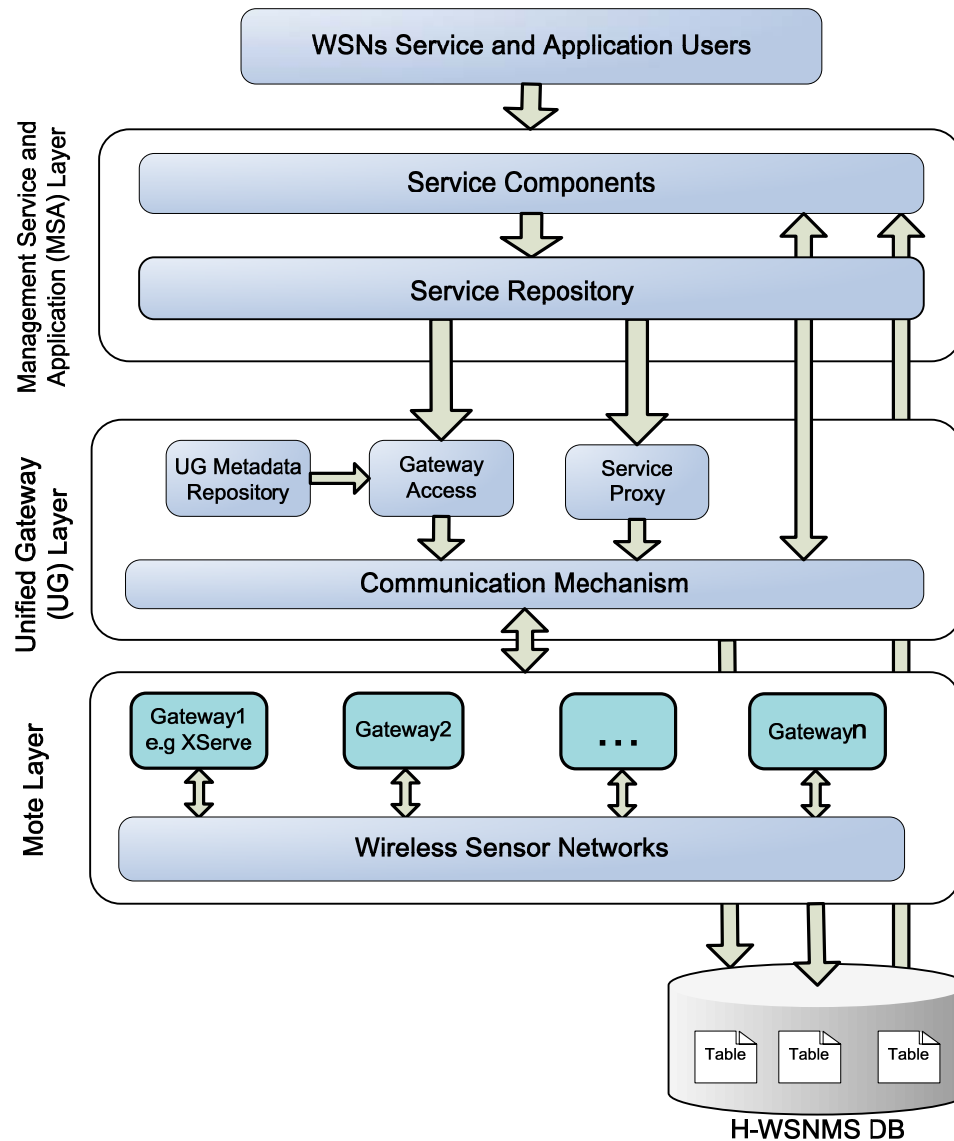 WSNs Service and Application Users
Management Service and
Application (MSA) Layer
Service Components
Service Repository
Unified Gateway
(UG) Layer
UG Metadata
Repository
Gateway
Access
Service
Proxy
Communication Mechanism
Mote Layer
Gateway1
e.g XServe
Gateway2
...
Gatewayn
Wireless Sensor Networks
Table
Table
Table
H-WSNMS DB